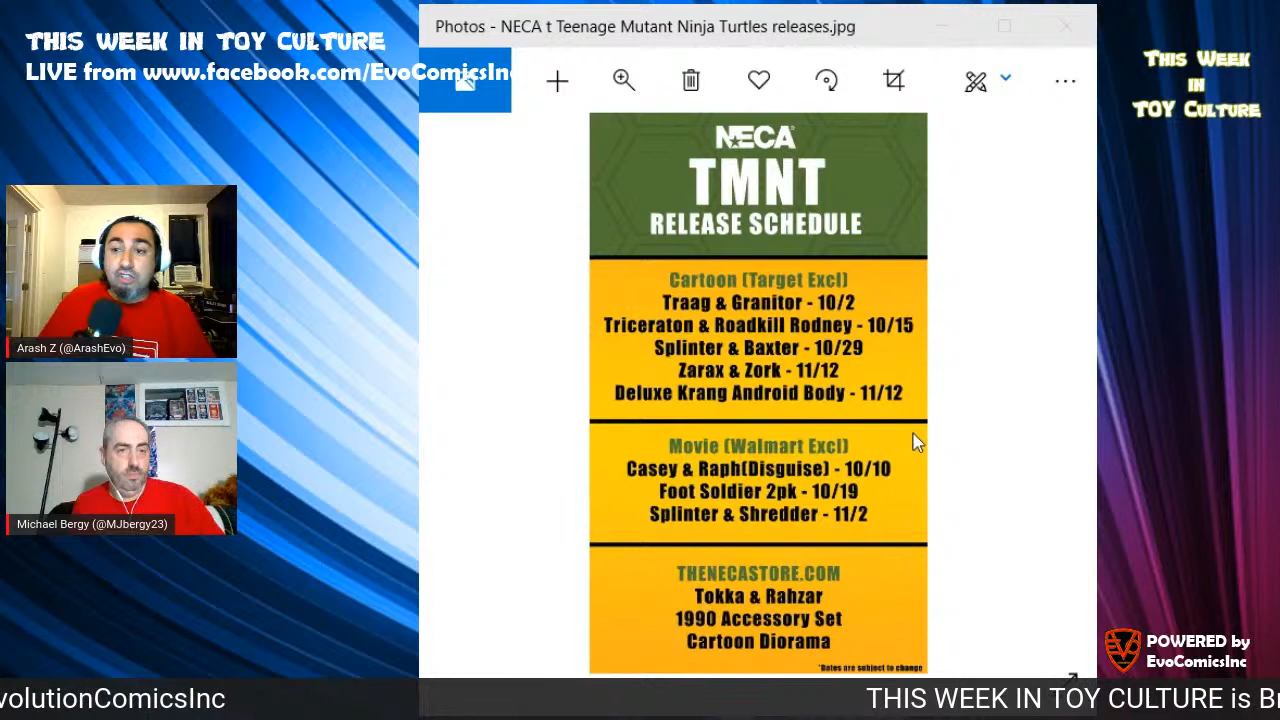 THIS WEEK IN TOY CULTURE
LIVE from www.facebook.com/EvoComicsInc
Photos - NECA t Teenage Mutant Ninja Turtles releases.jpg
This Week
in
TOY Culture
NECA
TMNT
RELEASE SCHEDULE
Cartoon (Target Excl)
Traag & Granitor - 10/2
Triceraton & Roadkill Rodney - 10/15
Splinter & Baxter - 10/29
Zarax & Zork - 11/12
Deluxe Krang Android Body - 11/12
Movie (Walmart Excl)
Casey & Raph(Disguise) - 10/10
Foot Soldier 2pk - 10/19
Splinter & Shredder - 11/2
THENECASTORE.COM
Tokka & Rahzar
1990 Accessory Set
Cartoon Diorama
*Dates are subject to change
Arash Z (@ArashEvo)
Michael Bergy (@MJbergy23)
EVO
POWERED by
EvoComicsInc
volutionComicsInc
THIS WEEK IN TOY CULTURE is B